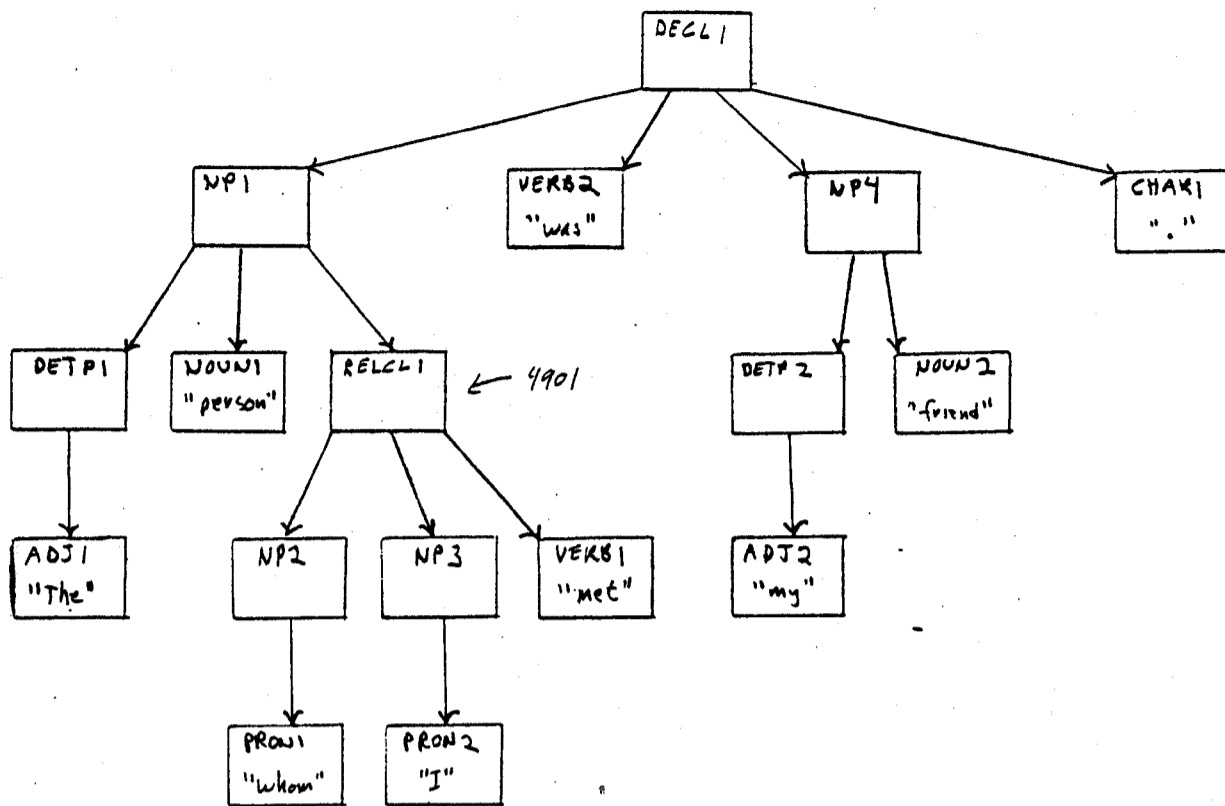 DECL1
NP1
VERB2
"was"
NP4
CHAR1
"."
DETP1
NOUN1
"person"
RELCL1
4901
DETP2
NOUN2
"friend"
ADJ1
"The"
NP2
NP3
VERB1
"met"
ADJ2
"my"
PRON1
"whom"
PRON2
"I"